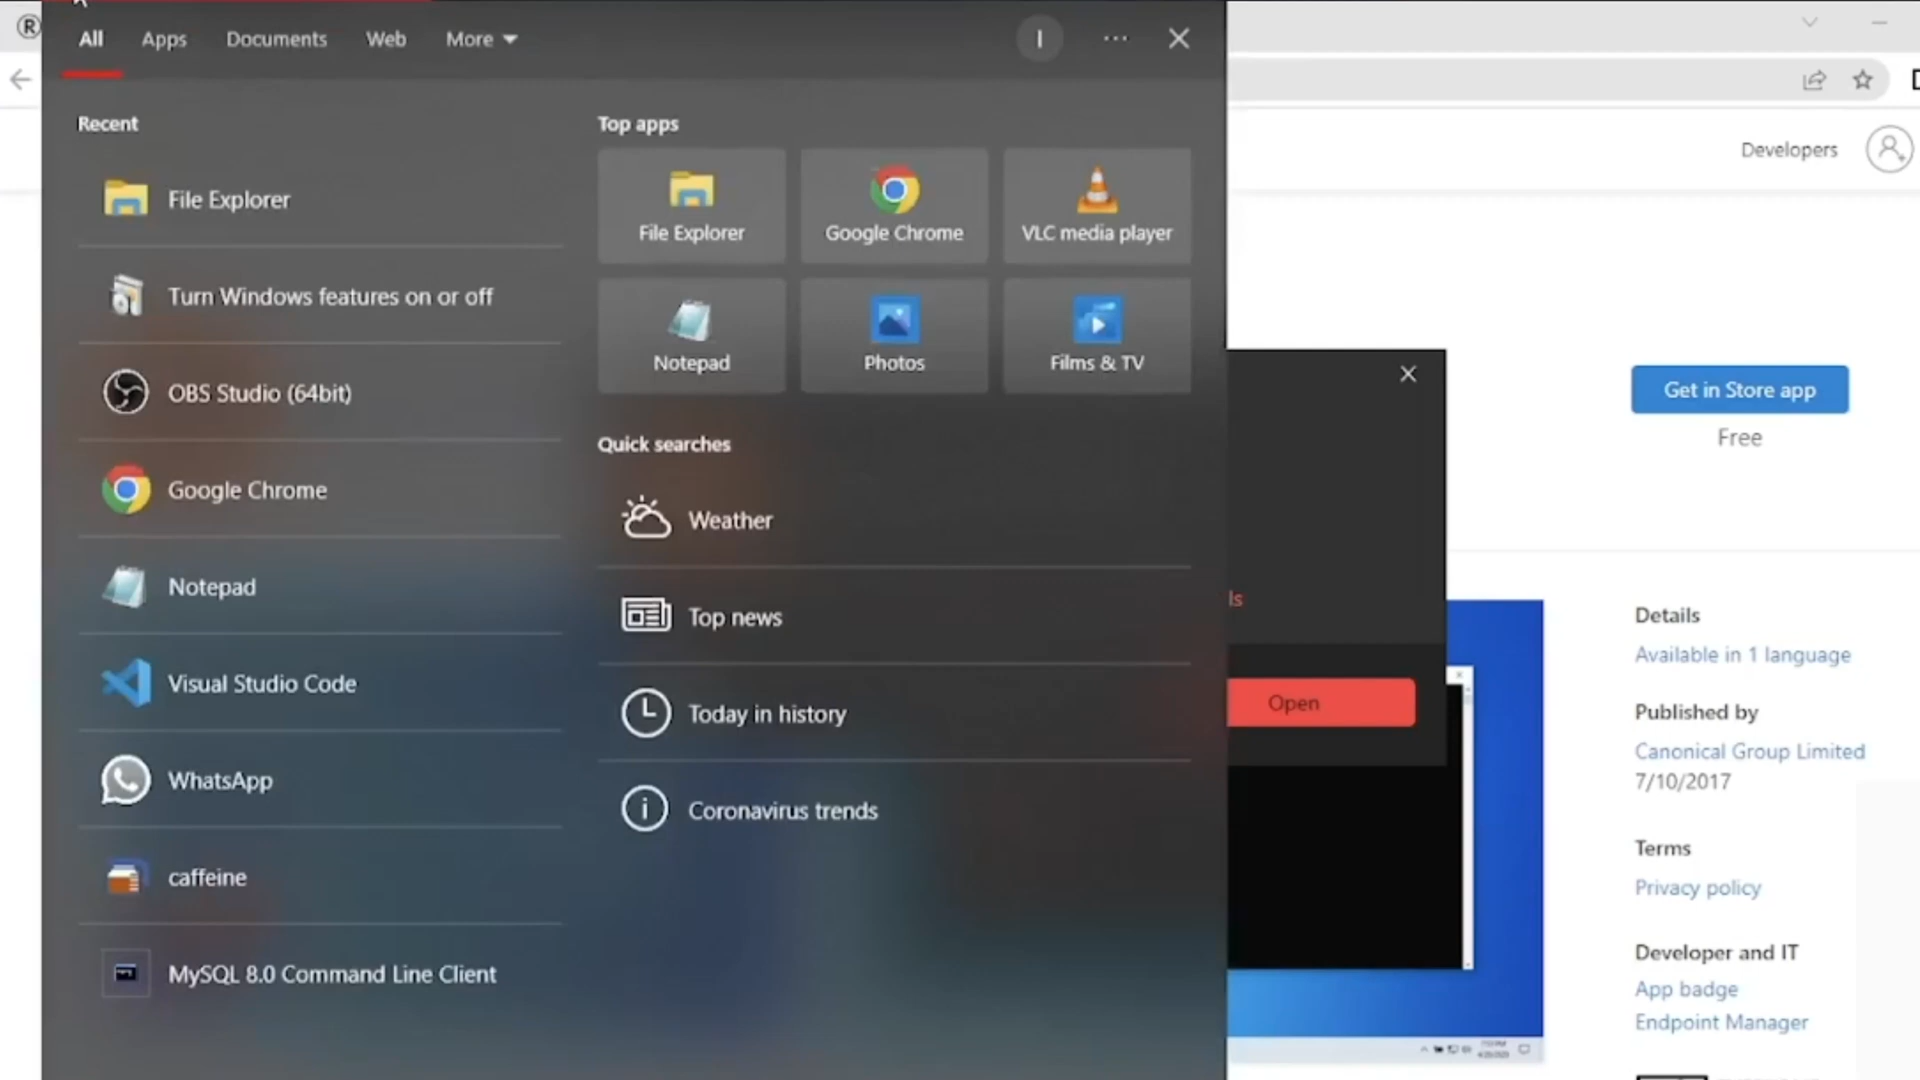 All
Apps
Documents
Web
More
I
Recent
File Explorer
Turn Windows features on or off
OBS Studio (64bit)
Google Chrome
Notepad
Visual Studio Code
WhatsApp
caffeine
MySQL 8.0 Command Line Client
Top apps
File Explorer
Google Chrome
VLC media player
Notepad
Photos
Films & TV
Quick searches
Weather
Top news
Today in history
Coronavirus trends
ls
Open
Developers
Get in Store app
Free
Details
Available in 1 language
Published by
Canonical Group Limited
7/10/2017
Terms
Privacy policy
Developer and IT
App badge
Endpoint Manager